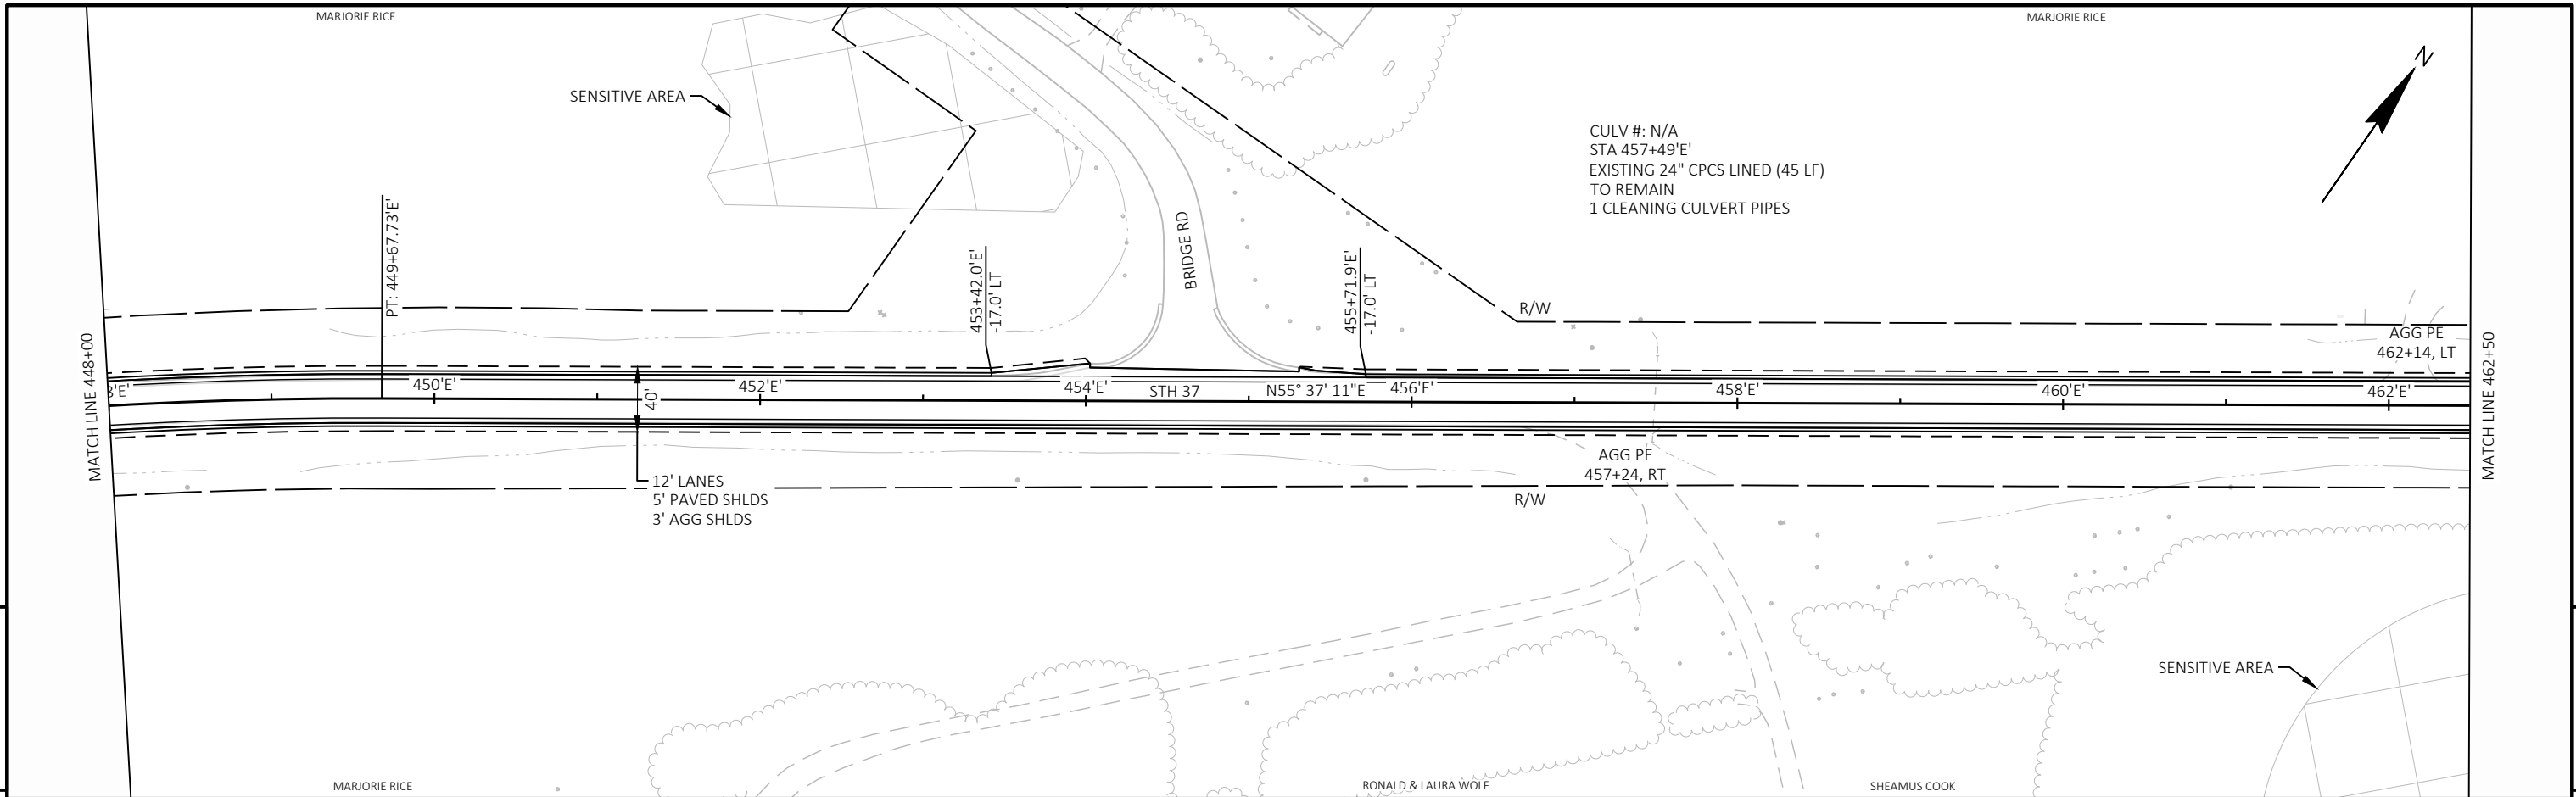 MARJORIE RICE
MARJORIE RICE
N
SENSITIVE AREA
CULV #: N/A
STA 457+49'E'
EXISTING 24" CPCS LINED (45 LF)
TO REMAIN
1 CLEANING CULVERT PIPES
PT: 449+67.73'E'
453+42.0'E'
-17.0' LT
BRIDGE RD
455+71.9'E'
-17.0' LT
R/W
AGG PE
462+14, LT
MATCH LINE 448+00
8'E'
450'E'
452'E'
454'E'
STH 37
N55° 37' 11"E
456'E'
458'E'
460'E'
462'E'
MATCH LINE 462+50
40'
12' LANES
5' PAVED SHLDS
3' AGG SHLDS
AGG PE
457+24, RT
R/W
SENSITIVE AREA
MARJORIE RICE
RONALD & LAURA WOLF
SHEAMUS COOK